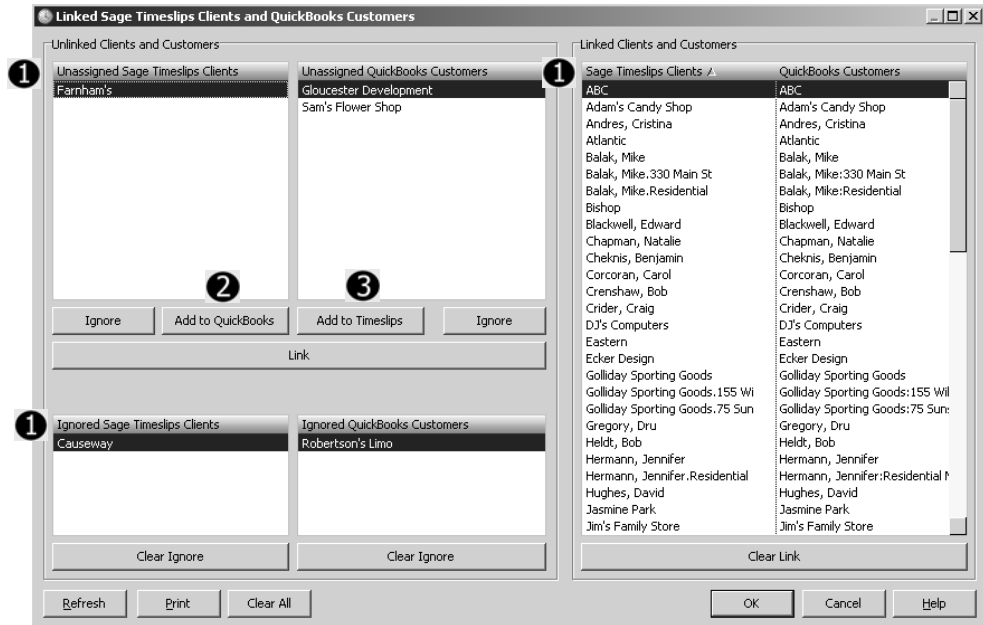 Linked Sage Timeslips Clients and QuickBooks Customers
Unlinked Clients and Customers
1
Unassigned Sage Timeslips Clients
Farnham's
Unassigned QuickBooks Customers
Gloucester Development
Sam's Flower Shop
2
3
Ignore
Add to QuickBooks
Add to Timeslips
Ignore
Link
1
Ignored Sage Timeslips Clients
Causeway
Ignored QuickBooks Customers
Robertson's Limo
Clear Ignore
Clear Ignore
Linked Clients and Customers
1
Sage Timeslips Clients QuickBooks Customers
ABC ABC
Adam's Candy Shop Adam's Candy Shop
Andres, Cristina Andres, Cristina
Atlantic Atlantic
Balak, Mike Balak, Mike
Balak, Mike.330 Main St Balak, Mike:330 Main St
Balak, Mike.Residential Balak, Mike:Residential
Bishop Bishop
Blackwell, Edward Blackwell, Edward
Chapman, Natalie Chapman, Natalie
Cheknis, Benjamin Cheknis, Benjamin
Corcoran, Carol Corcoran, Carol
Crenshaw, Bob Crenshaw, Bob
Crider, Craig Crider, Craig
DJ's Computers DJ's Computers
Eastern Eastern
Ecker Design Ecker Design
Golliday Sporting Goods Golliday Sporting Goods
Golliday Sporting Goods.155 Wi Golliday Sporting Goods:155 Wil
Golliday Sporting Goods.75 Sun Golliday Sporting Goods:75 Sun
Gregory, Dru Gregory, Dru
Heldt, Bob Heldt, Bob
Hermann, Jennifer Hermann, Jennifer
Hermann, Jennifer.Residential Hermann, Jennifer:Residential
Hughes, David Hughes, David
Jasmine Park Jasmine Park
Jim's Family Store Jim's Family Store
Clear Link
Refresh
Print
Clear All
OK
Cancel
Help